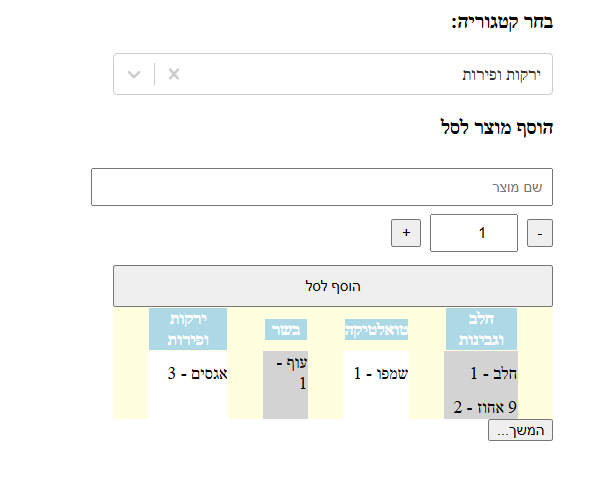 בחר קטגוריה:
ירקות ופירות
הוסף מוצר לסל
שם מוצר
- 1 +
הוסף לסל
חלב
וגבינות
טואלטיקה
בשר
ירקות
ופירות
חלב - 1
9 אחוז - 2
שמפו - 1
עוף -
1
אגסים - 3
המשך...